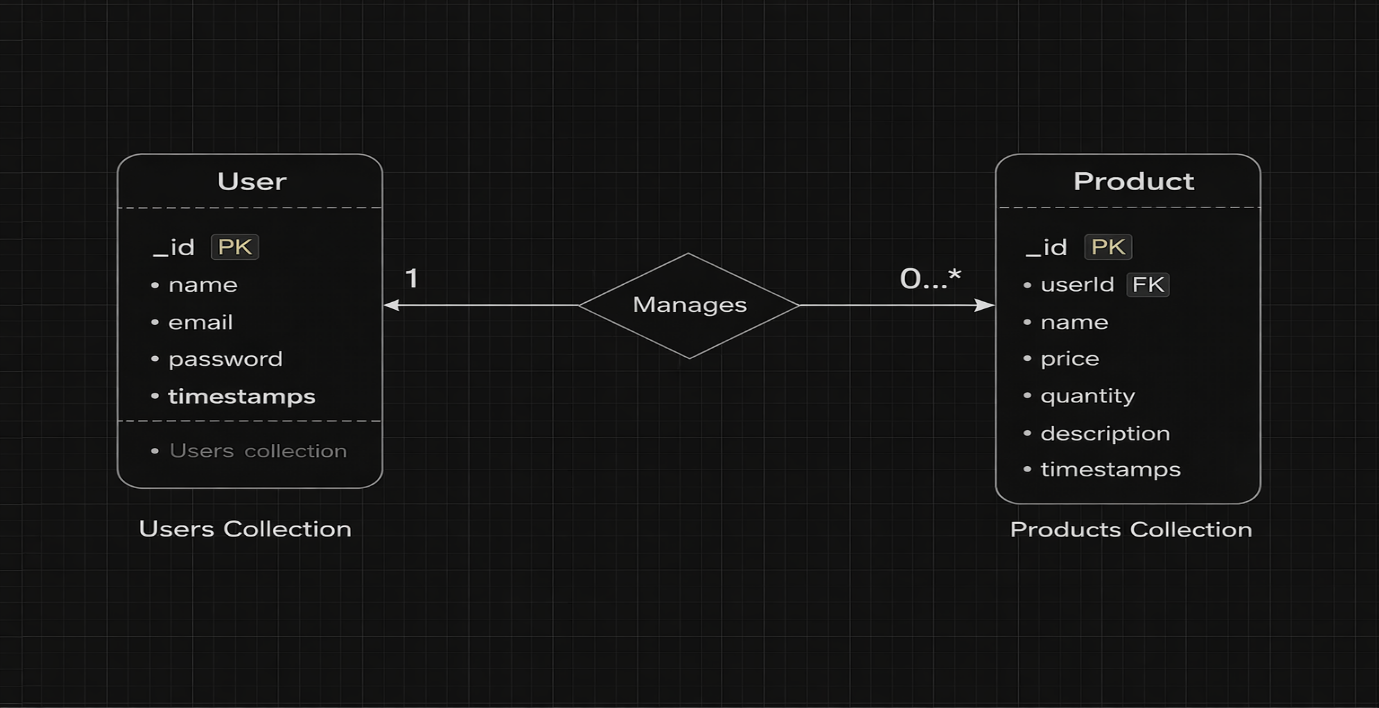 User
_id PK
• name
• email
• password
• timestamps
• Users collection
Users Collection
1
Manages
0...*
Product
_id PK
• userId FK
• name
• price
• quantity
• description
• timestamps
Products Collection